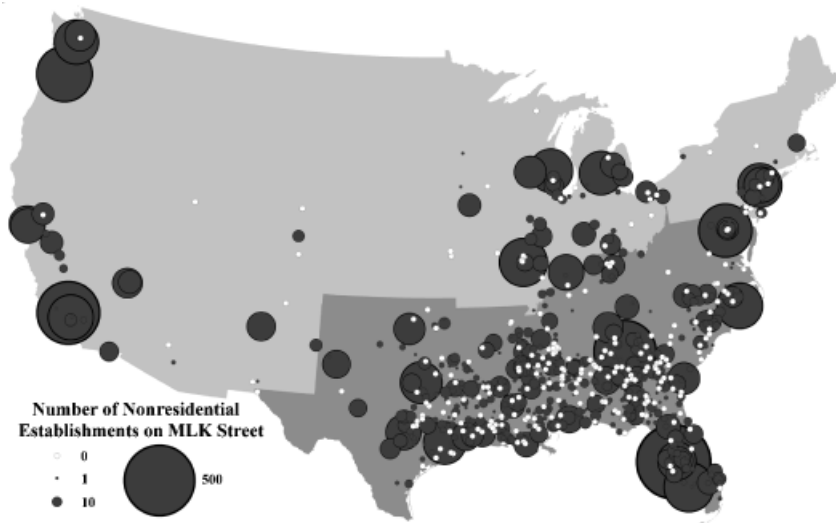 Number of Nonresidential
Establishments on MLK Street
0
1
10
500